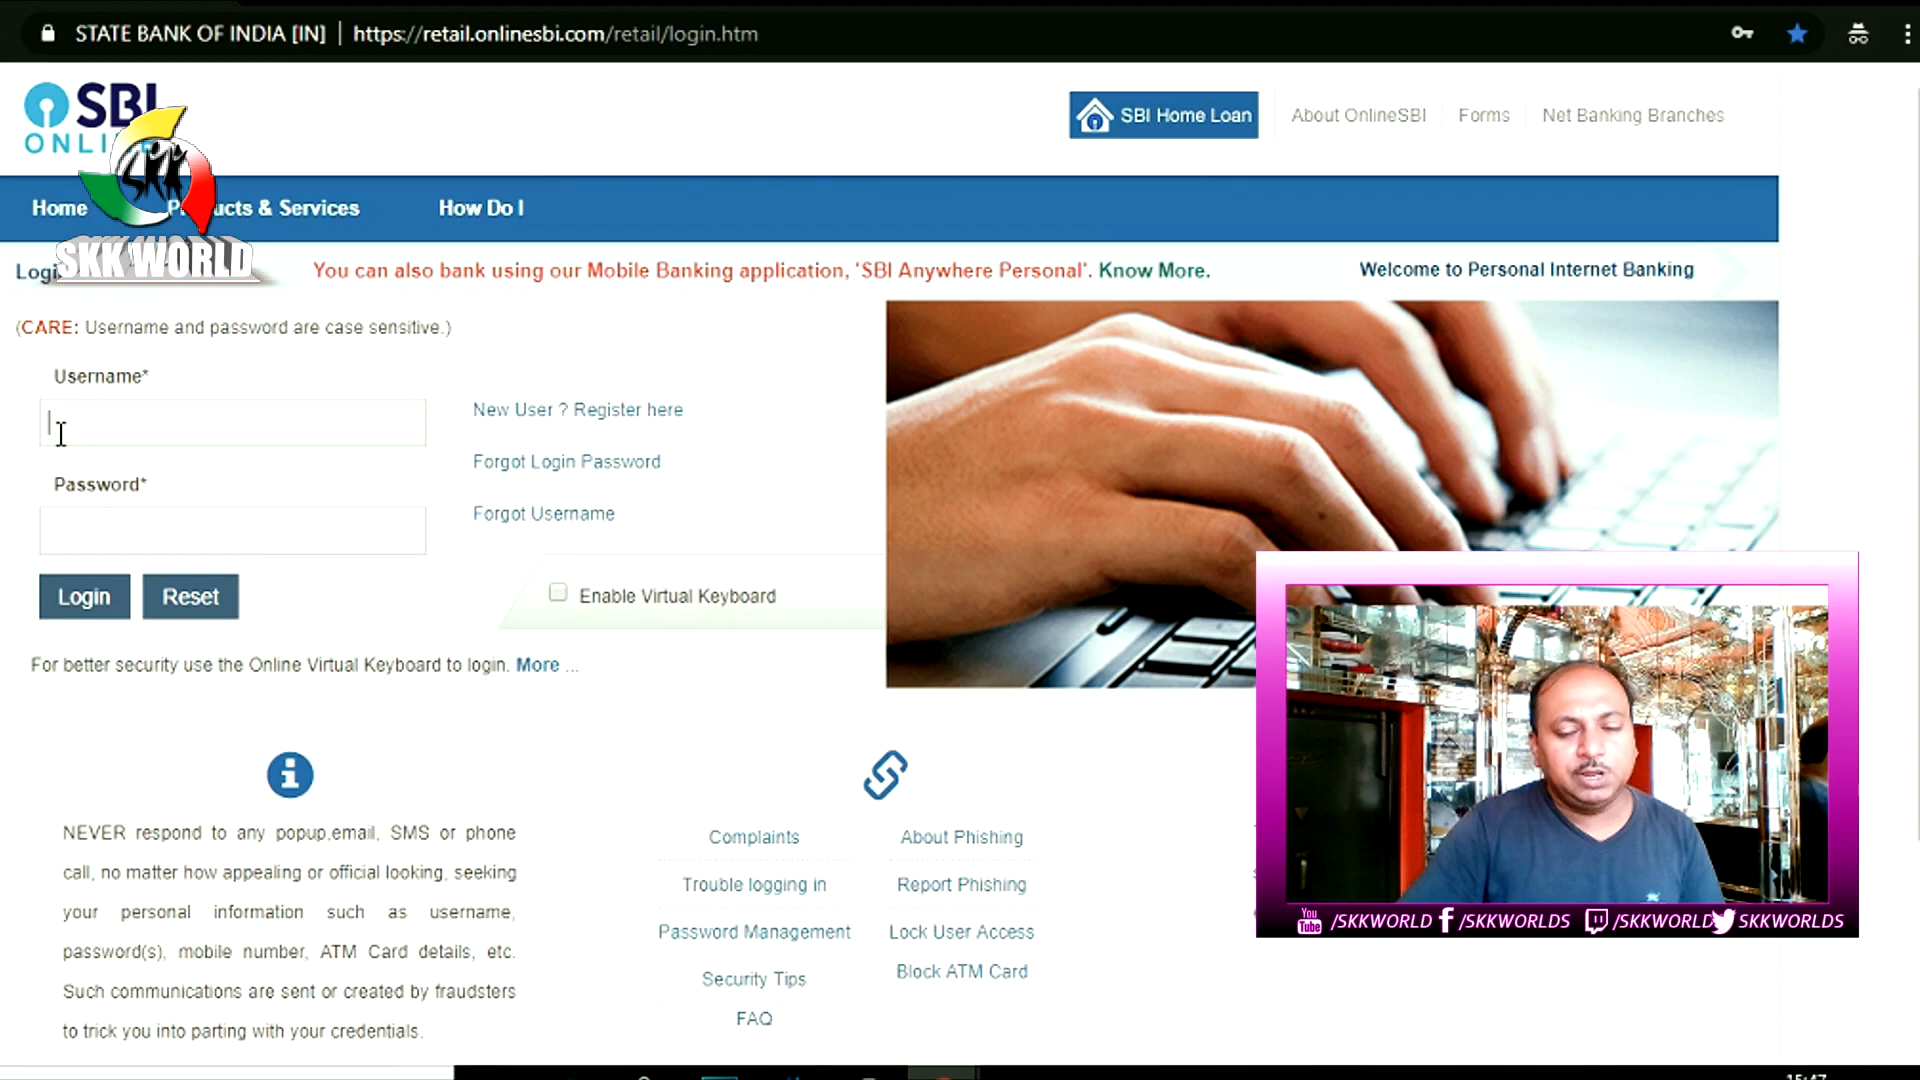 STATE BANK OF INDIA [IN] | https://retail.onlinesbi.com/retail/login.htm
SBI
SBI Home Loan
About OnlineSBI
Forms
Net Banking Branches
SKK
Home
Products & Services
How Do I
SKK WORLD
You can also bank using our Mobile Banking application, 'SBI Anywhere Personal'. Know More.
Welcome to Personal Internet Banking
(CARE: Username and password are case sensitive.)
Username*
New User ? Register here
Forgot Login Password
Password*
Forgot Username
Login
Reset
Enable Virtual Keyboard
For better security use the Online Virtual Keyboard to login. More ...
NEVER respond to any popup,email, SMS or phone
call, no matter how appealing or official looking, seeking
your personal information such as username,
password(s), mobile number, ATM Card details, etc.
Such communications are sent or created by fraudsters
to trick you into parting with your credentials.
Complaints
Trouble logging in
Password Management
Security Tips
FAQ
About Phishing
Report Phishing
Lock User Access
Block ATM Card
You Tube /SKKWORLD f /SKKWORLDS /SKKWORLD SKKWORLDS